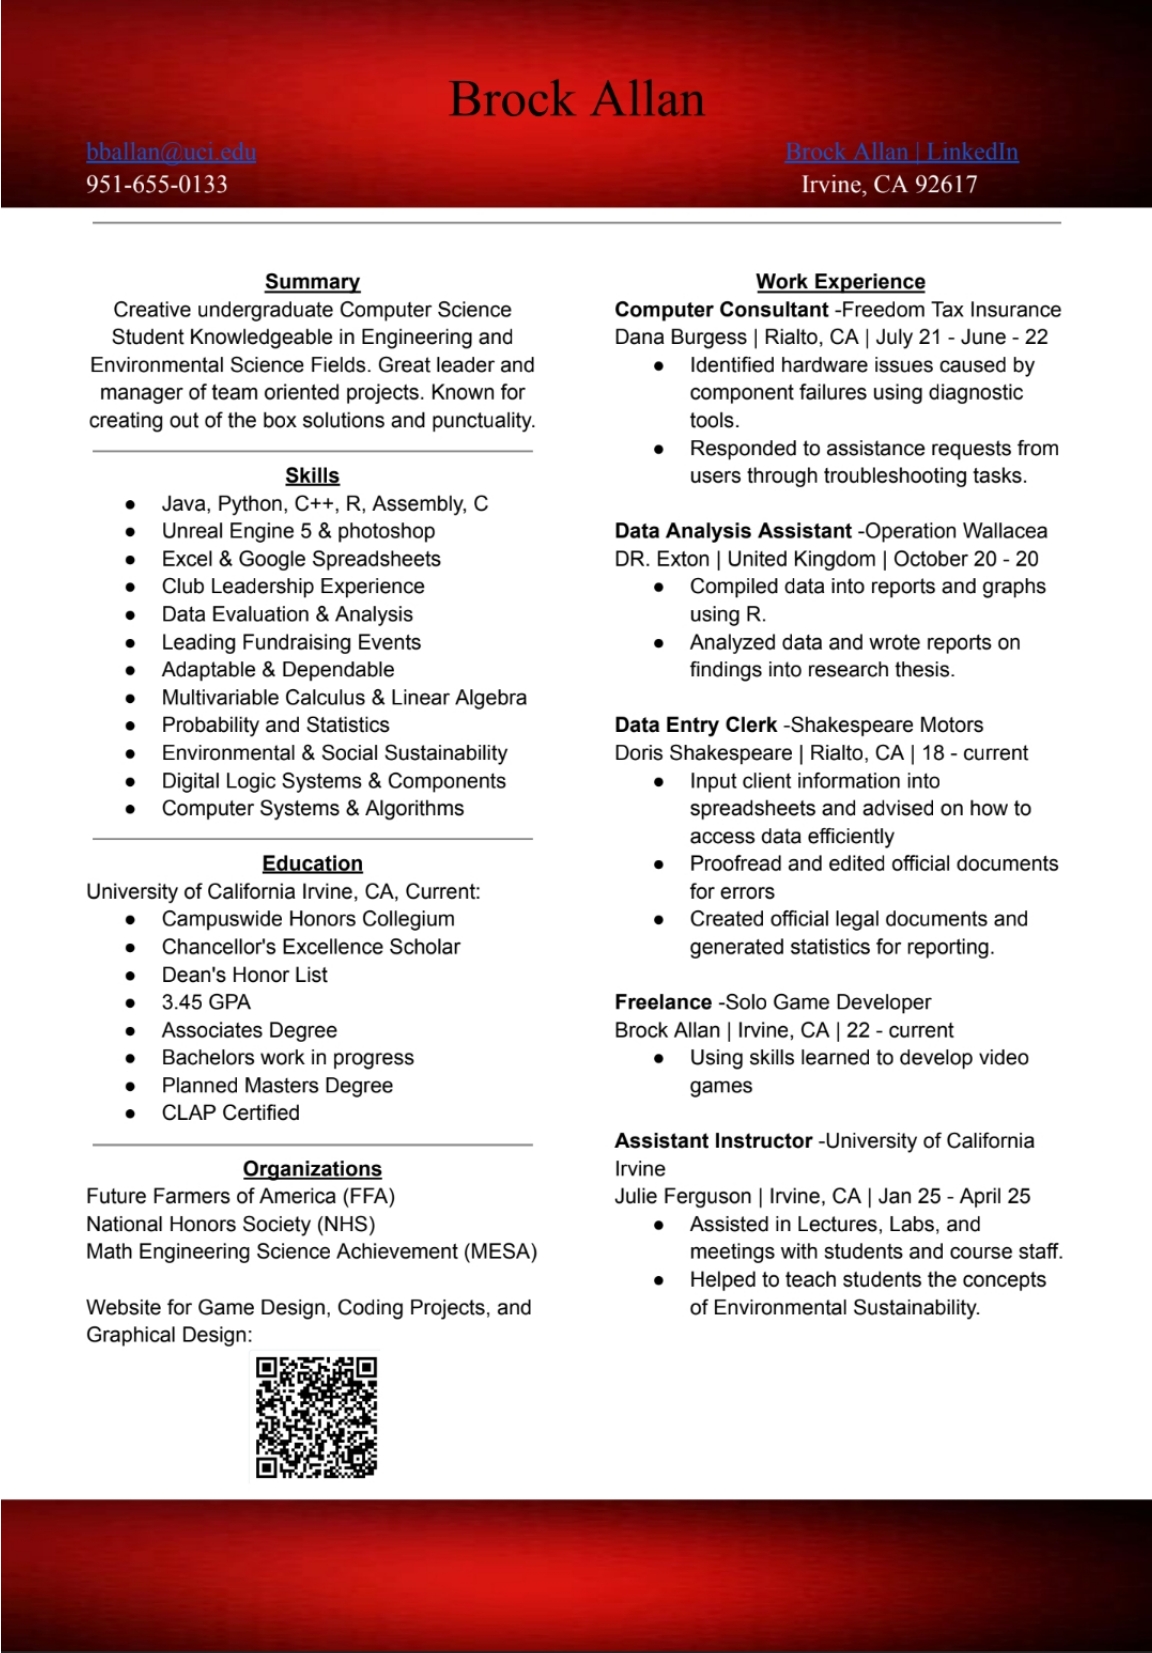 Brock Allan
bballan@uci.edu
951-655-0133
Brock Allan | LinkedIn
Irvine, CA 92617
Summary
Creative undergraduate Computer Science
Student Knowledgeable in Engineering and
Environmental Science Fields. Great leader and
manager of team oriented projects. Known for
creating out of the box solutions and punctuality.
Skills
● Java, Python, C++, R, Assembly, C
● Unreal Engine 5 & photoshop
● Excel & Google Spreadsheets
● Club Leadership Experience
● Data Evaluation & Analysis
● Leading Fundraising Events
● Adaptable & Dependable
● Multivariable Calculus & Linear Algebra
● Probability and Statistics
● Environmental & Social Sustainability
● Digital Logic Systems & Components
● Computer Systems & Algorithms
Education
University of California Irvine, CA, Current:
● Campuswide Honors Collegium
● Chancellor's Excellence Scholar
● Dean's Honor List
● 3.45 GPA
● Associates Degree
● Bachelors work in progress
● Planned Masters Degree
● CLAP Certified
Organizations
Future Farmers of America (FFA)
National Honors Society (NHS)
Math Engineering Science Achievement (MESA)
Website for Game Design, Coding Projects, and
Graphical Design:
Work Experience
Computer Consultant -Freedom Tax Insurance
Dana Burgess | Rialto, CA | July 21 - June - 22
● Identified hardware issues caused by
component failures using diagnostic
tools.
● Responded to assistance requests from
users through troubleshooting tasks.
Data Analysis Assistant -Operation Wallacea
DR. Exton | United Kingdom | October 20 - 20
● Compiled data into reports and graphs
using R.
● Analyzed data and wrote reports on
findings into research thesis.
Data Entry Clerk -Shakespeare Motors
Doris Shakespeare | Rialto, CA | 18 - current
● Input client information into
spreadsheets and advised on how to
access data efficiently
● Proofread and edited official documents
for errors
● Created official legal documents and
generated statistics for reporting.
Freelance -Solo Game Developer
Brock Allan | Irvine, CA | 22 - current
● Using skills learned to develop video
games
Assistant Instructor -University of California
Irvine
Julie Ferguson | Irvine, CA | Jan 25 - April 25
● Assisted in Lectures, Labs, and
meetings with students and course staff.
● Helped to teach students the concepts
of Environmental Sustainability.